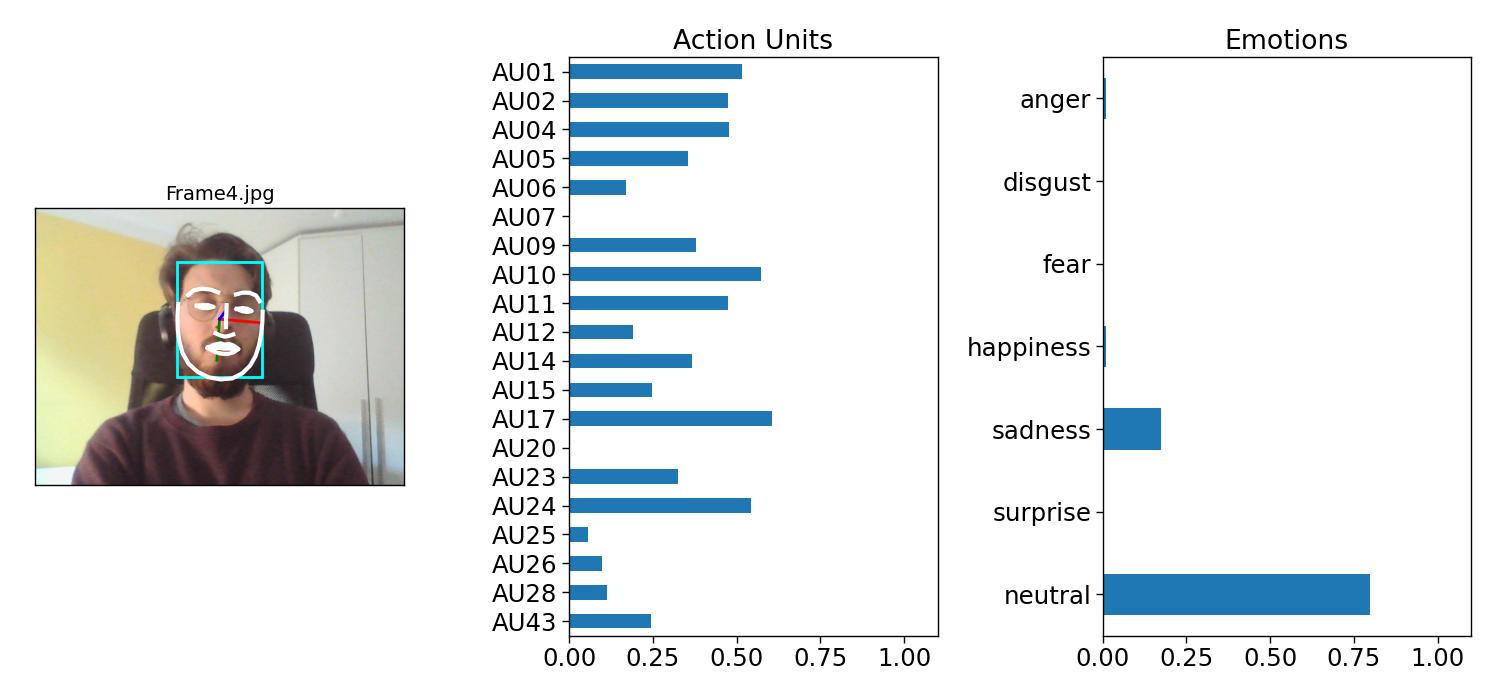 Frame4.jpg
Action Units
AU01
AU02
AU04
AU05
AU06
AU07
AU09
AU10
AU11
AU12
AU14
AU15
AU17
AU20
AU23
AU24
AU25
AU26
AU28
AU43
0.00 0.25 0.50 0.75 1.00
Emotions
anger
disgust
fear
happiness
sadness
surprise
neutral
0.00 0.25 0.50 0.75 1.00